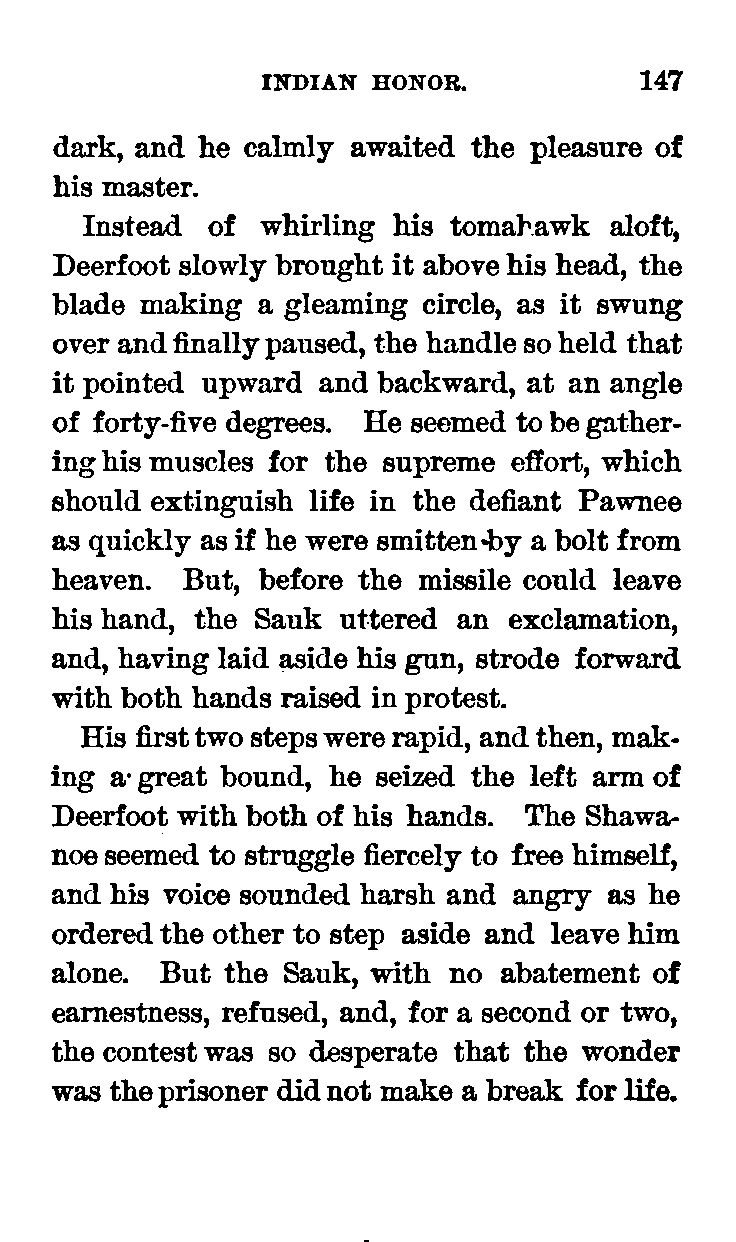 INDIAN HONOR. 147
dark, and he calmly awaited the pleasure of
his master.
Instead of whirling his tomahawk aloft,
Deerfoot slowly brought it above his head, the
blade making a gleaming circle, as it swung
over and finally paused, the handle so held that
it pointed upward and backward, at an angle
of forty-five degrees. He seemed to be gather-
ing his muscles for the supreme effort, which
should extinguish life in the defiant Pawnee
as quickly as if he were smitten by a bolt from
heaven. But, before the missile could leave
his hand, the Sauk uttered an exclamation,
and, having laid aside his gun, strode forward
with both hands raised in protest.
His first two steps were rapid, and then, mak-
ing a great bound, he seized the left arm of
Deerfoot with both of his hands. The Shawa-
noe seemed to struggle fiercely to free himself,
and his voice sounded harsh and angry as he
ordered the other to step aside and leave him
alone. But the Sauk, with no abatement of
earnestness, refused, and, for a second or two,
the contest was so desperate that the wonder
was the prisoner did not make a break for life.